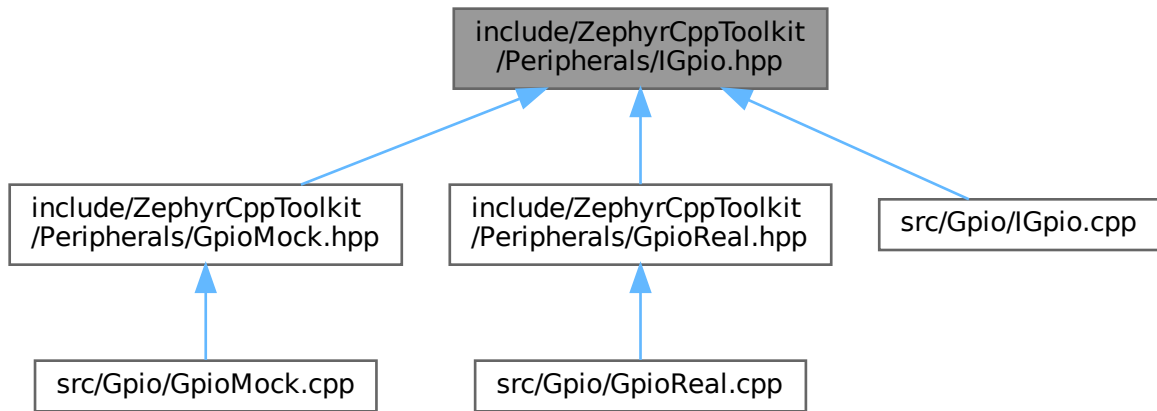 include/ZephyrCppToolkit
/Peripherals/IGpio.hpp
include/ZephyrCppToolkit
/Peripherals/GpioMock.hpp
include/ZephyrCppToolkit
/Peripherals/GpioReal.hpp
src/Gpio/IGpio.cpp
src/Gpio/GpioMock.cpp
src/Gpio/GpioReal.cpp